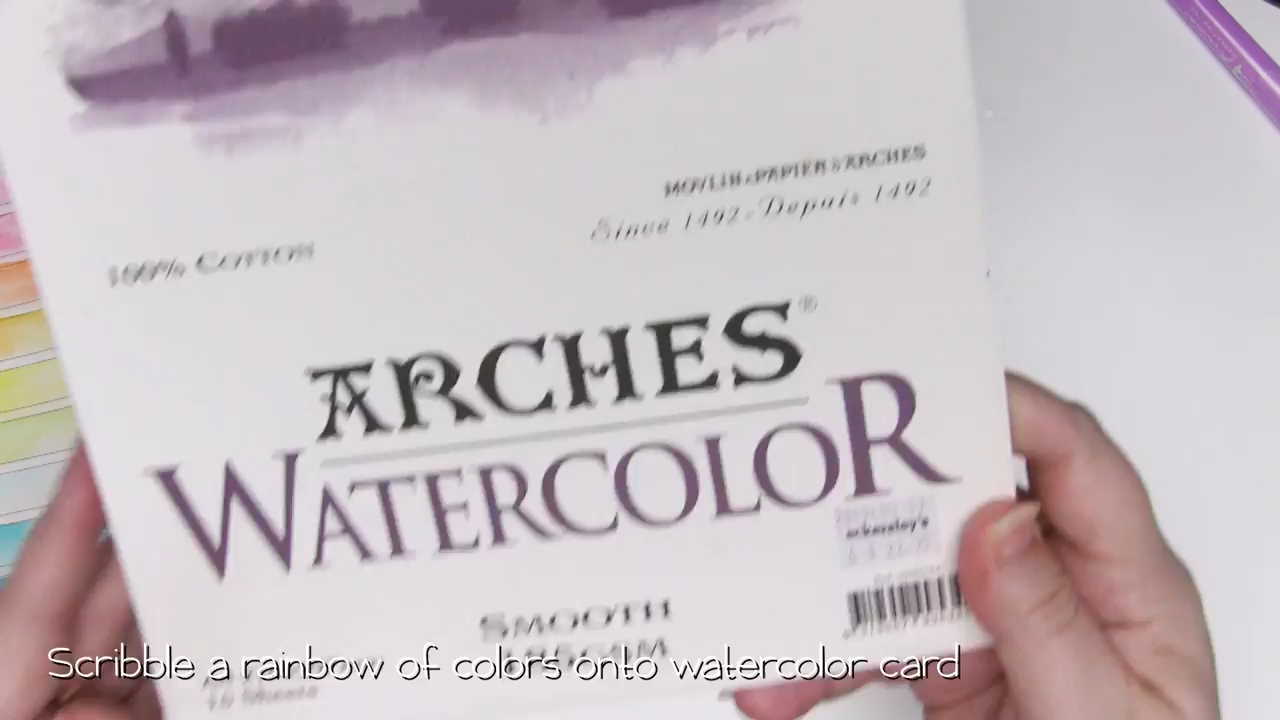 MOULIN À PAPIER D'ARCHES
Since 1492 - Depuis 1492
100% COTTON
ARCHES®
WATERCOLOR
SMOOTH
Scribble a rainbow of colors onto watercolor card
Sheets